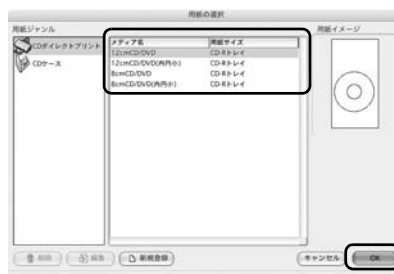 用紙の選択
用紙ジャンル
用紙イメージ
CDダイレクトプリント
CDケース
メディア名 用紙サイズ
12cmCD/DVD CD-Rトレイ
12cmCD/DVD(内円小) CD-Rトレイ
8cmCD/DVD CD-Rトレイ
8cmCD/DVD(内円小) CD-Rトレイ
削除 編集 新規登録 キャンセル OK